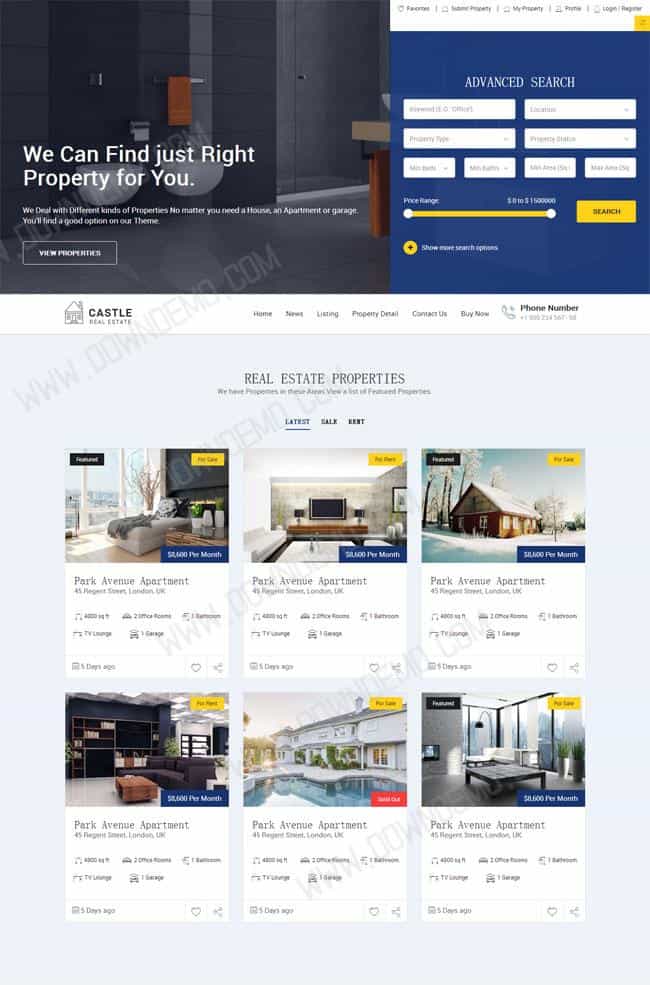 Favorites | Submit Property | My Property | Profile | Login / Register
We Can Find just Right
Property for You.
We Deal with Different kinds of Properties No matter you need a House, an Apartment or garage.
You'll find a good option on our Theme.
VIEW PROPERTIES
ADVANCED SEARCH
Keyword (E.G. 'Office')
Location
Property Type
Property Status
Min Beds
Min Baths
Min Area (Sq
Max Area (Sq
Price Range:
$ 0 to $ 1500000
SEARCH
Show more search options
CASTLE
REAL ESTATE
Home
News
Listing
Property Detail
Contact Us
Buy Now
Phone Number
WWW.DOWNDEMO.COM
REAL ESTATE PROPERTIES
We have Properties in these Areas View a list of Featured Properties.
LATEST SALE RENT
Featured
For Sale
$8,600 Per Month
Park Avenue Apartment
45 Regent Street, London, UK
4800 sq ft 2 Office Rooms 1 Bathroom
TV Lounge 1 Garage
5 Days ago
For Rent
$8,600 Per Month
Park Avenue Apartment
45 Regent Street, London, UK
4800 sq ft 2 Office Rooms 1 Bathroom
TV Lounge 1 Garage
5 Days ago
Featured
For Sale
$8,600 Per Month
Park Avenue Apartment
45 Regent Street, London, UK
4800 sq ft 2 Office Rooms 1 Bathroom
TV Lounge 1 Garage
5 Days ago
For Rent
$8,600 Per Month
Park Avenue Apartment
45 Regent Street, London, UK
4800 sq ft 2 Office Rooms 1 Bathroom
TV Lounge 1 Garage
5 Days ago
For Sale
Sold Out
Park Avenue Apartment
45 Regent Street, London, UK
4800 sq ft 2 Office Rooms 1 Bathroom
TV Lounge 1 Garage
5 Days ago
Featured
For Sale
$8,600 Per Month
Park Avenue Apartment
45 Regent Street, London, UK
4800 sq ft 2 Office Rooms 1 Bathroom
TV Lounge 1 Garage
5 Days ago